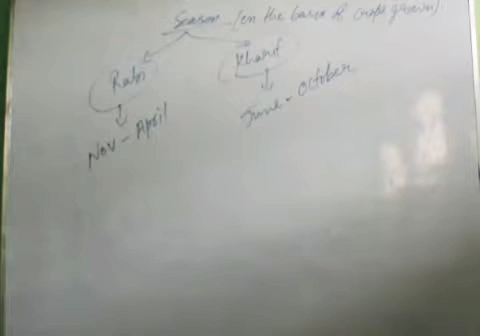 Season (on the basis of crops grown)
Rabi Kharif
Nov - April June - October